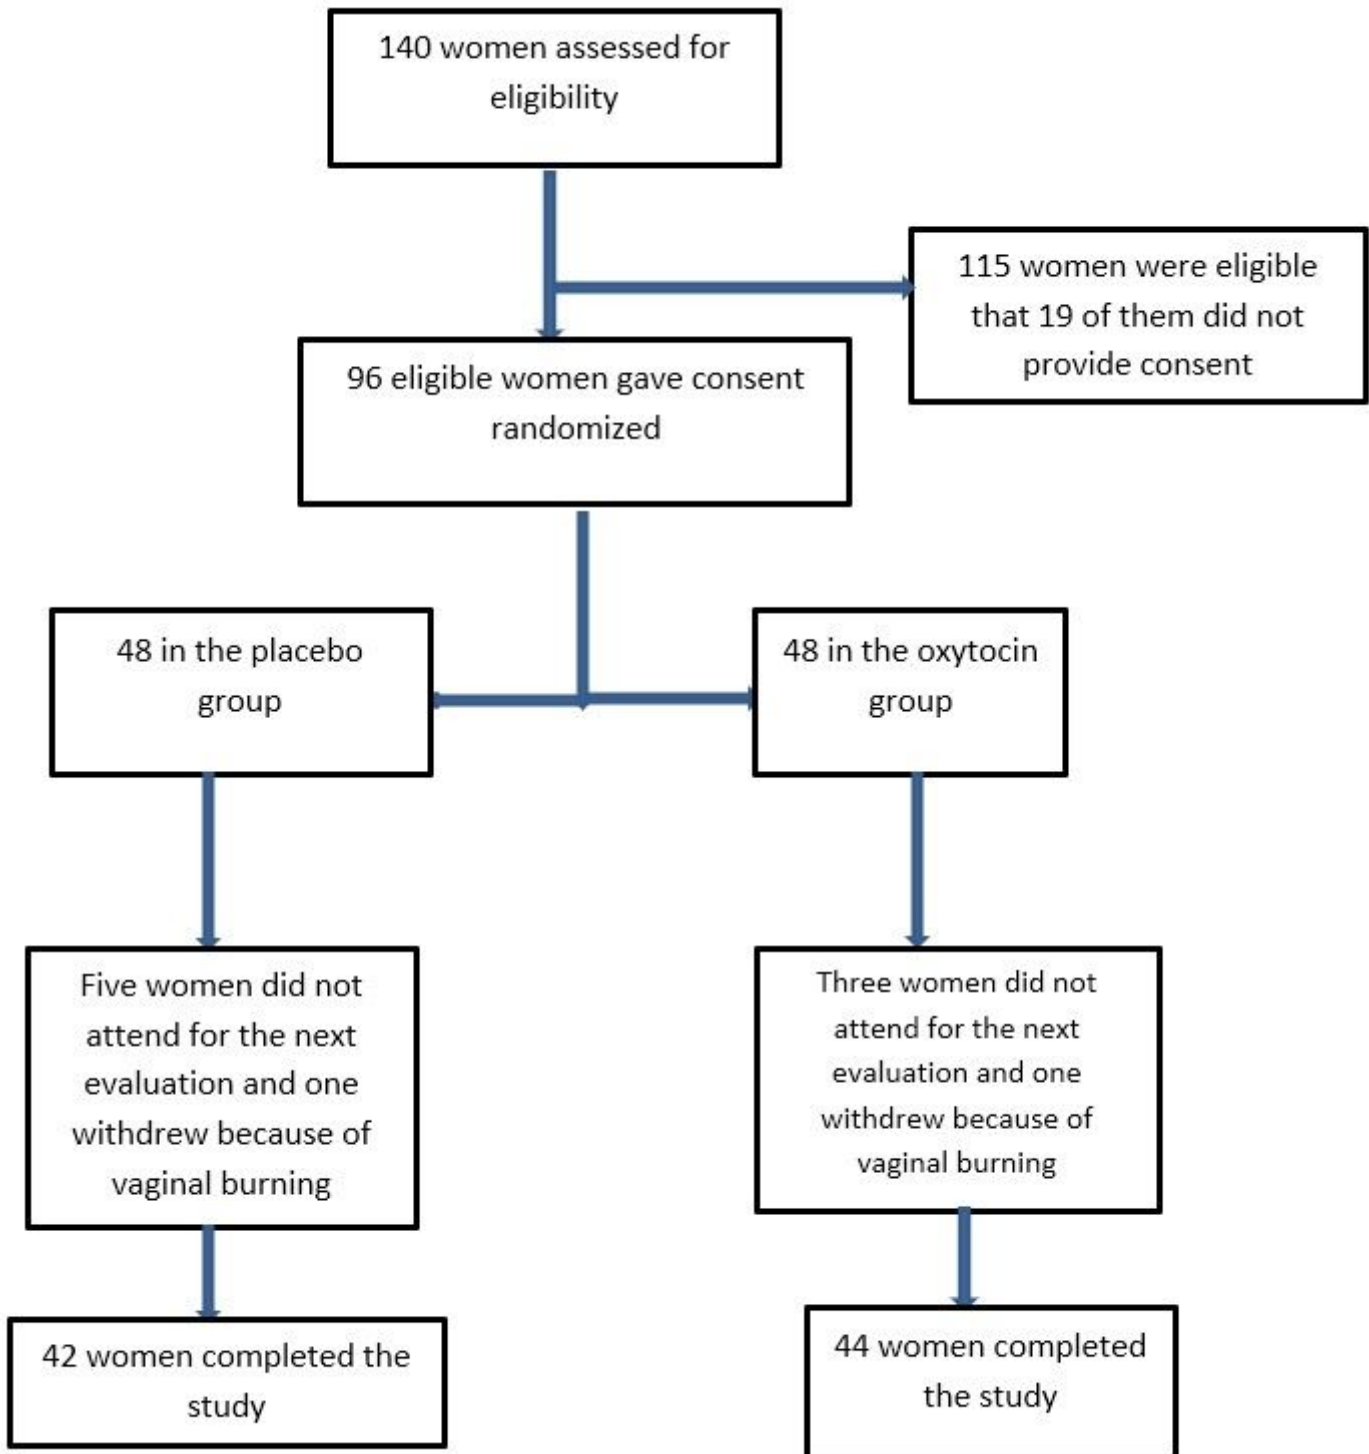 140 women assessed for
eligibility
115 women were eligible
that 19 of them did not
provide consent
96 eligible women gave consent
randomized
48 in the placebo
group
48 in the oxytocin
group
Five women did not
attend for the next
evaluation and one
withdrew because of
vaginal burning
Three women did not
attend for the next
evaluation and one
withdrew because of
vaginal burning
42 women completed the
study
44 women completed
the study